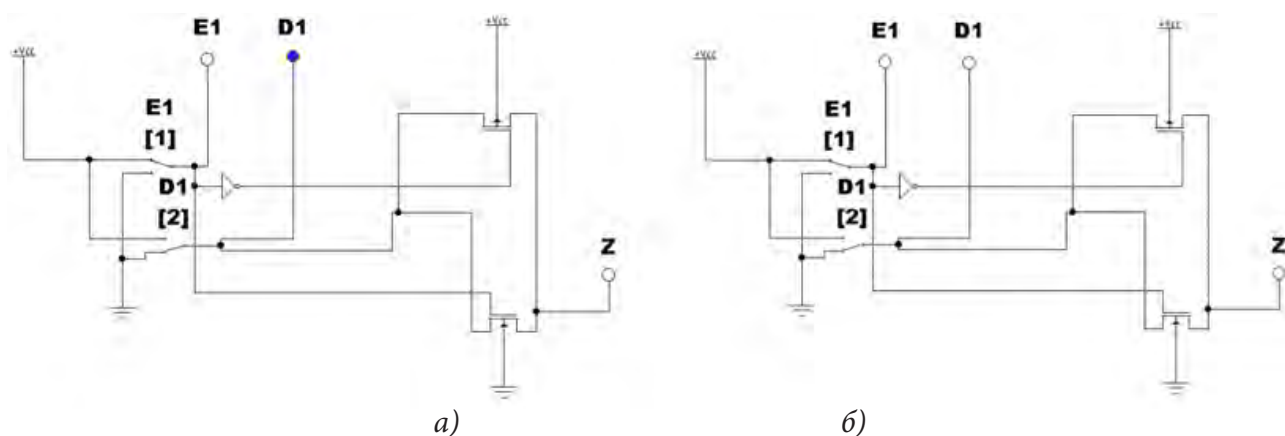 +Vcc
E1
D1
+Vcc
E1
[1]
D1
[2]
Z
а)
+Vcc
E1
D1
+Vcc
E1
[1]
D1
[2]
Z
б)